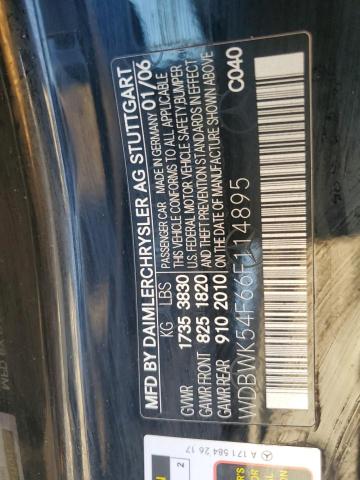 MFD BY DAIMLERCHRYSLER AG STUTTGART
PASSENGER CAR MADE IN GERMANY 01/06
KG LBS THIS VEHICLE CONFORMS TO ALL APPLICABLE
GVWR 1735 3830 U.S. FEDERAL MOTOR VEHICLE SAFETY, BUMPER
GAWR FRONT 825 1820 AND THEFT PREVENTION STANDARDS IN EFFECT
GAWR REAR 910 2010 ON THE DATE OF MANUFACTURE SHOWN ABOVE
WDBWK54F66F114895 C040
A 171 584 26 17
2